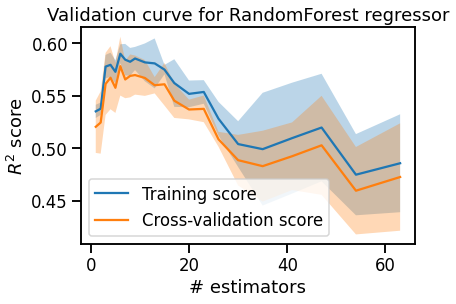 Validation curve for RandomForest regressor
0.60
0.55
0.50
0.45
R² score
Training score
Cross-validation score
0
20
40
60
# estimators